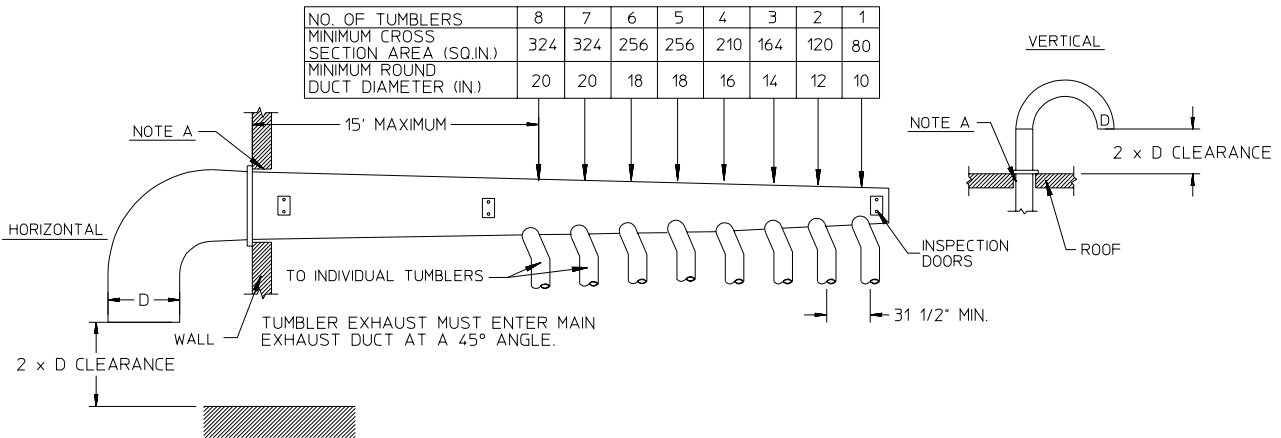 NO. OF TUMBLERS 8 7 6 5 4 3 2 1
MINIMUM CROSS
SECTION AREA (SQ.IN.) 324 324 256 256 210 164 120 80
MINIMUM ROUND
DUCT DIAMETER (IN.) 20 20 18 18 16 14 12 10
VERTICAL
NOTE A
15' MAXIMUM
NOTE A
D
2 x D CLEARANCE
HORIZONTAL
INSPECTION
DOORS
ROOF
TO INDIVIDUAL TUMBLERS
D
31 1/2" MIN.
WALL
TUMBLER EXHAUST MUST ENTER MAIN
EXHAUST DUCT AT A 45° ANGLE.
2 x D CLEARANCE